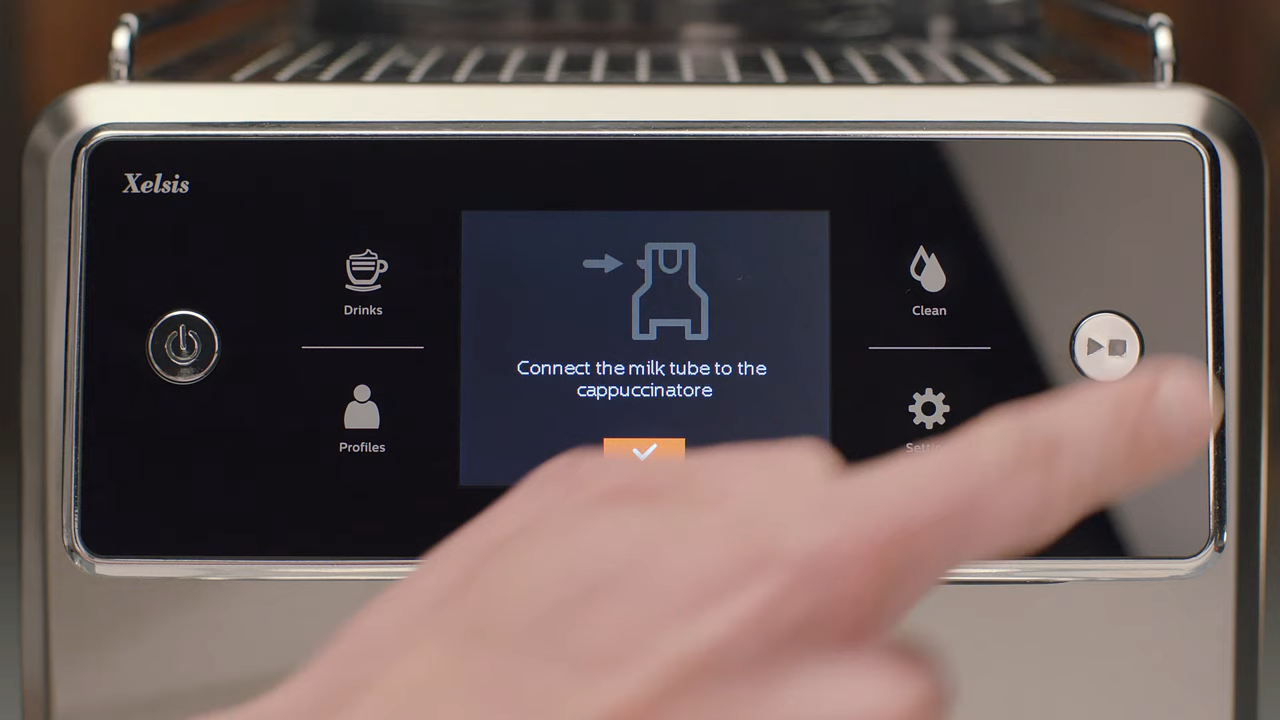 Xelsis
Drinks
Profiles
Connect the milk tube to the
cappuccinatore
Clean